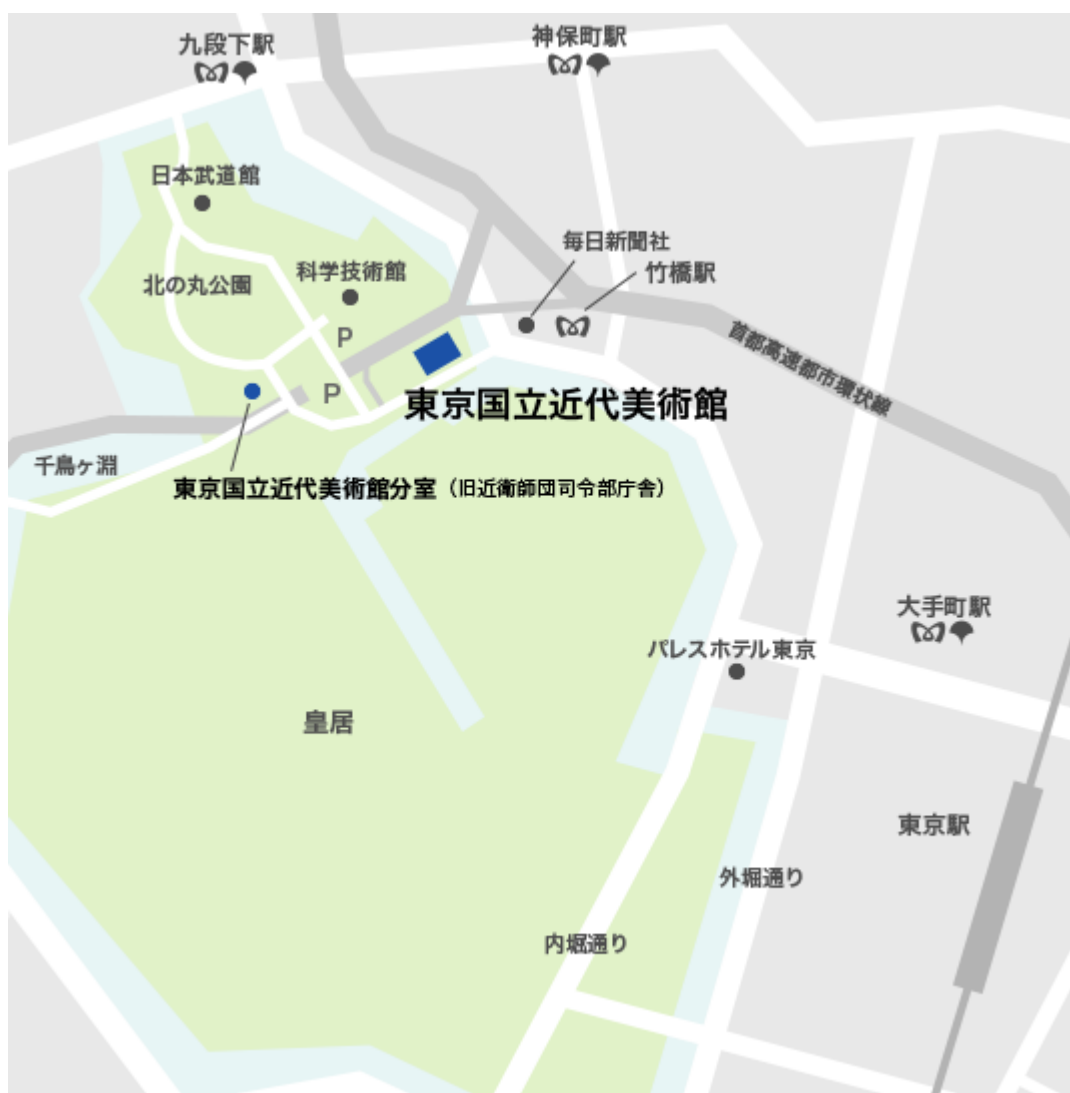 九段下駅
神保町駅
日本武道館
毎日新聞社
科学技術館
竹橋駅
北の丸公園
P
首都高速都市環状線
P
東京国立近代美術館
千鳥ヶ淵
東京国立近代美術館分室（旧近衛師団司令部庁舎）
大手町駅
パレスホテル東京
皇居
東京駅
外堀通り
内堀通り